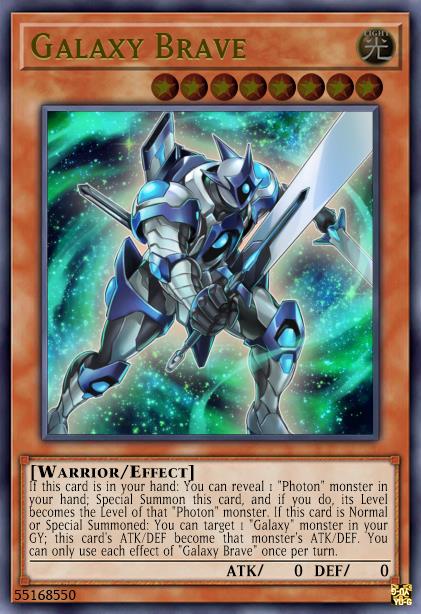 GALAXY BRAVE
LIGHT
光
[WARRIOR/EFFECT]
If this card is in your hand: You can reveal 1 "Photon" monster in
your hand; Special Summon this card, and if you do, its Level
becomes the Level of that "Photon" monster. If this card is Normal
or Special Summoned: You can target 1 "Galaxy" monster in your
GY; this card's ATK/DEF become that monster's ATK/DEF. You
can only use each effect of "Galaxy Brave" once per turn.
ATK/ 0 DEF/ 0
55168550